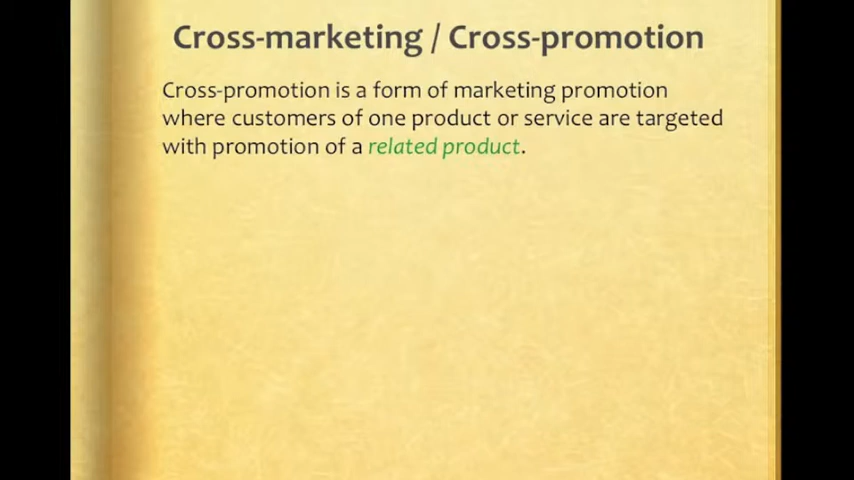 Cross-marketing / Cross-promotion
Cross-promotion is a form of marketing promotion
where customers of one product or service are targeted
with promotion of a related product.